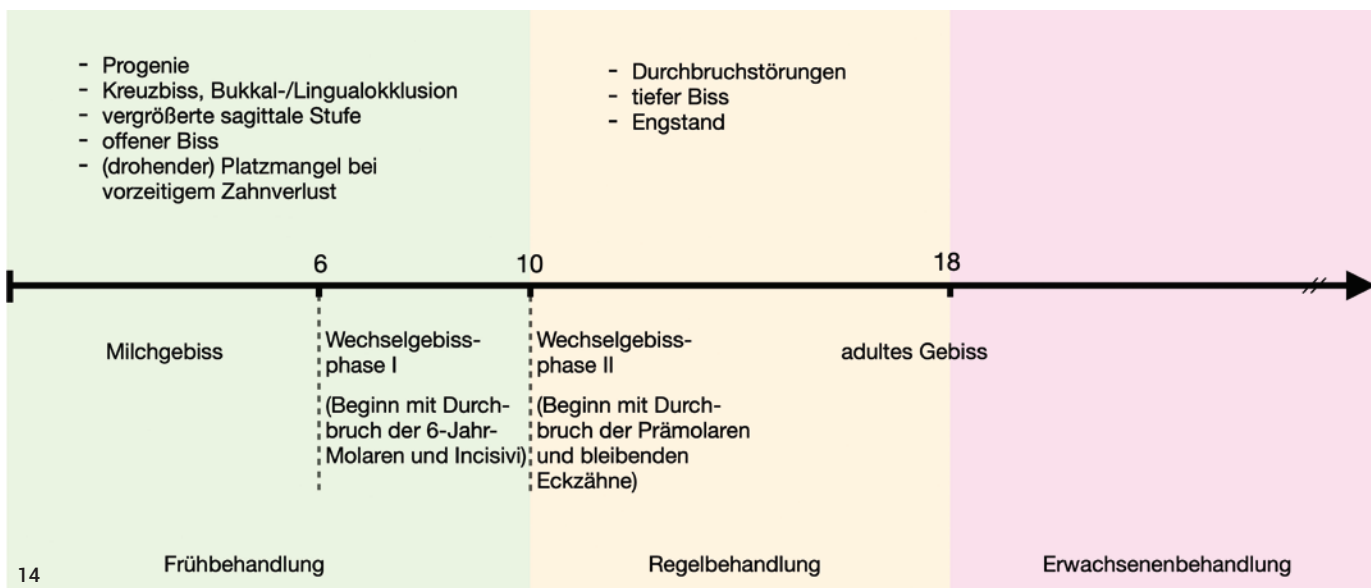 - Progenie
- Kreuzbiss, Bukkal-/Lingualokklusion
- vergrößerte sagittale Stufe
- offener Biss
- (drohender) Platzmangel bei
vorzeitigem Zahnverlust
- Durchbruchstörungen
- tiefer Biss
- Engstand
6
10
18
Milchgebiss
Wechselgebiss-
phase I
(Beginn mit Durch-
bruch der 6-Jahr-
Molaren und Incisivi)
Wechselgebiss-
phase II
(Beginn mit Durch-
bruch der Prämolaren
und bleibenden
Eckzähne)
adultes Gebiss
Frühbehandlung
Regelbehandlung
Erwachsenenbehandlung
14